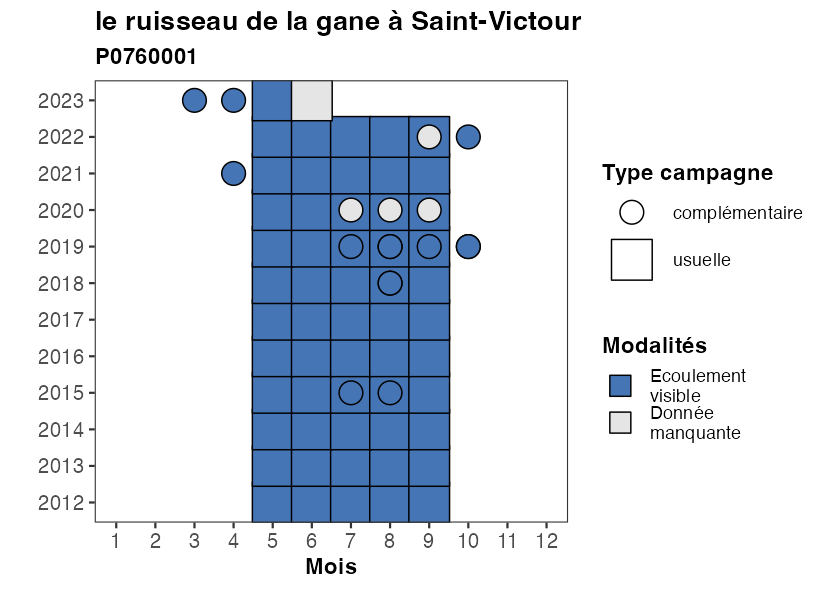 le ruisseau de la gane à Saint-Victour
P0760001
2023
2022
2021
2020
2019
2018
2017
2016
2015
2014
2013
2012
1 2 3 4 5 6 7 8 9 10 11 12
Mois
Type campagne
complémentaire
usuelle
Modalités
Ecoulement
visible
Donnée
manquante